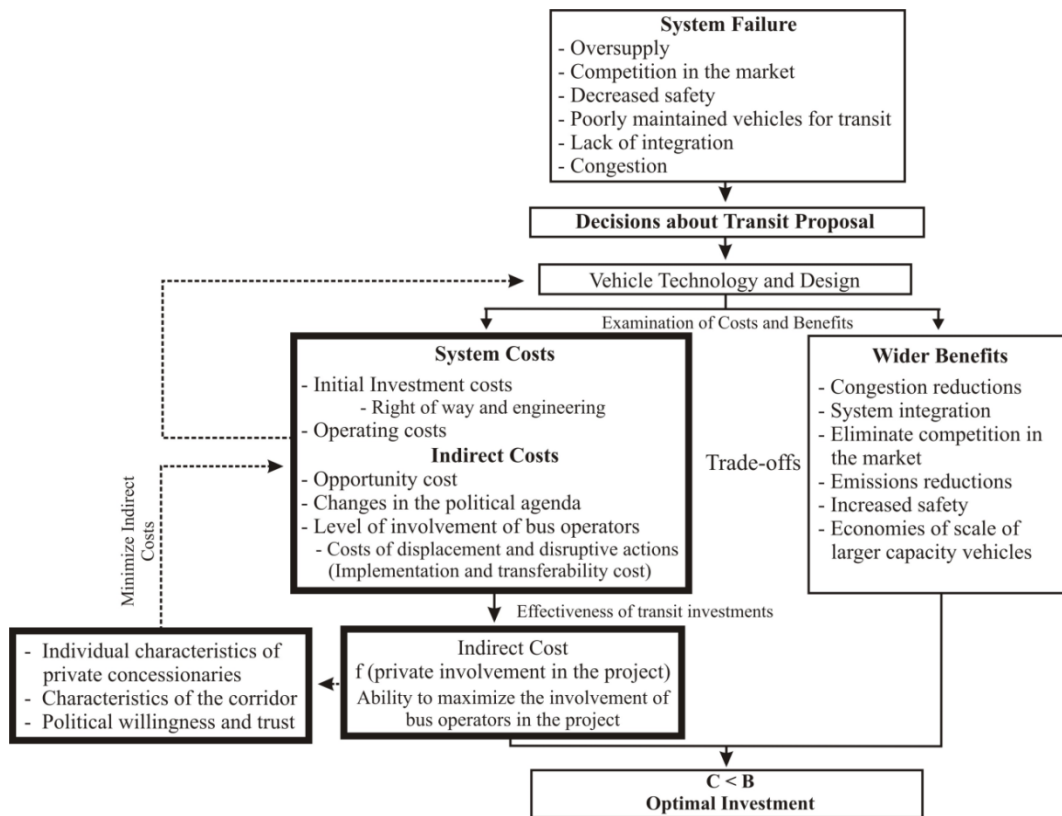 System Failure
- Oversupply
- Competition in the market
- Decreased safety
- Poorly maintained vehicles for transit
- Lack of integration
- Congestion
Decisions about Transit Proposal
Vehicle Technology and Design
Examination of Costs and Benefits
System Costs
- Initial Investment costs
- Right of way and engineering
- Operating costs
Indirect Costs
- Opportunity cost
- Changes in the political agenda
- Level of involvement of bus operators
- Costs of displacement and disruptive actions
(Implementation and transferability cost)
Trade-offs
Wider Benefits
- Congestion reductions
- System integration
- Eliminate competition in
the market
- Emissions reductions
- Increased safety
- Economies of scale of
larger capacity vehicles
Minimize Indirect
Costs
Effectiveness of transit investments
- Individual characteristics of
private concessionaries
- Characteristics of the corridor
- Political willingness and trust
Indirect Cost
f (private involvement in the project)
Ability to maximize the involvement of
bus operators in the project
C < B
Optimal Investment